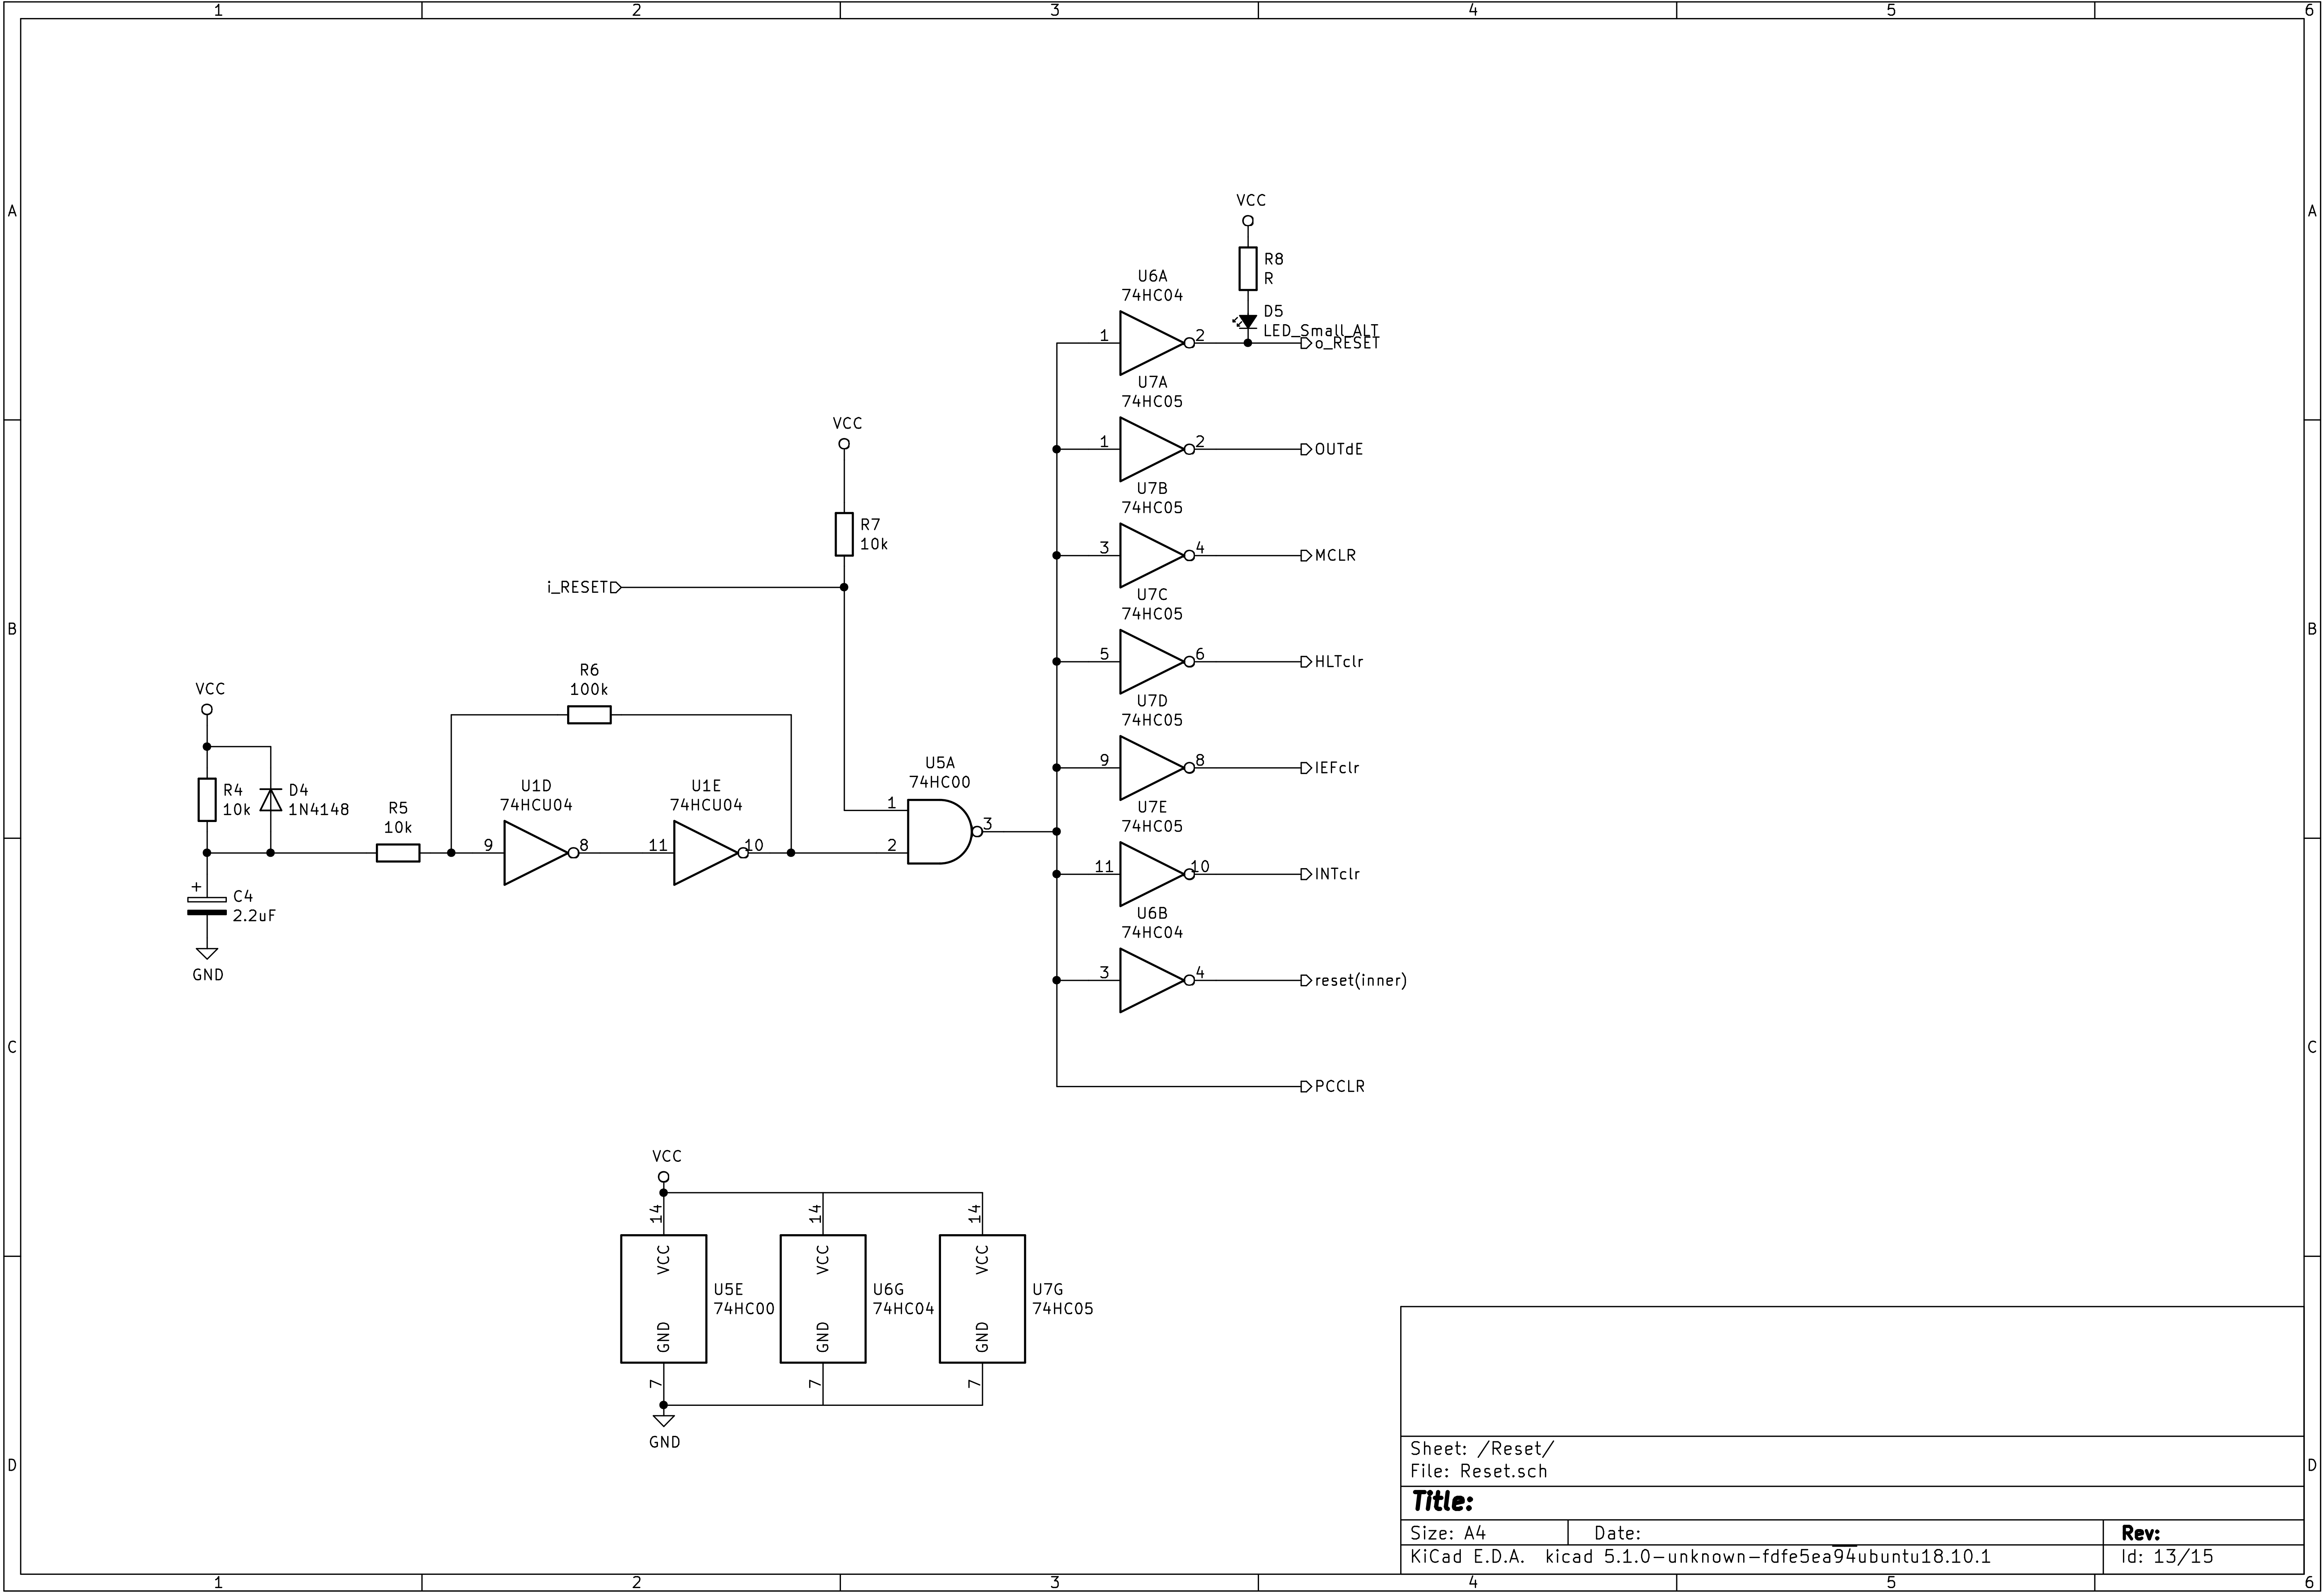 1 2 3 4 5 6
A A
VCC
R8
R
U6A
74HC04
D5
LED_Small_ALT
1 2 o_RESET
U7A
74HC05
VCC
1 2 OUTdE
U7B
74HC05
R7
10k
3 4 MCLR
i_RESET
U7C
74HC05
B B
5 6 HLTclr
R6
100k
VCC
U7D
74HC05
U5A
74HC00
9 8 IEFclr
R4
10k
D4
1N4148
R5
10k
U1D
74HCU04
U1E
74HCU04
U7E
74HC05
1
3
9 8 11 10 2
11 10 INTclr
+
C4
2.2uF
U6B
74HC04
GND
3 4 reset(inner)
C C
PCCLR
VCC
14 14 14
VCC VCC VCC
U5E
74HC00
U6G
74HC04
U7G
74HC05
GND GND GND
7 7 7
GND
D D
Sheet: /Reset/
File: Reset.sch
Title:
Size: A4 Date: Rev:
KiCad E.D.A. kicad 5.1.0-unknown-fdfe5ea94ubuntu18.10.1 Id: 13/15
1 2 3 4 5 6